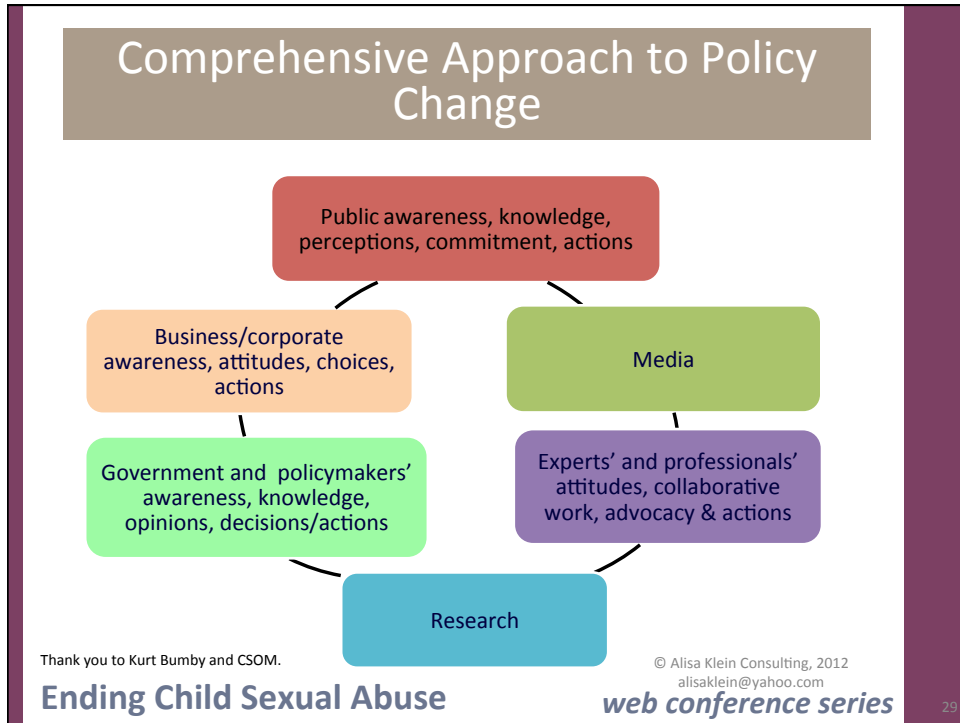 Comprehensive Approach to Policy
Change
Public awareness, knowledge,
perceptions, commitment, actions
Business/corporate
awareness, attitudes, choices,
actions
Media
Government and policymakers’
awareness, knowledge,
opinions, decisions/actions
Experts’ and professionals’
attitudes, collaborative
work, advocacy & actions
Research
Thank you to Kurt Bumby and CSOM.
© Alisa Klein Consulting, 2012
alisaklein@yahoo.com
Ending Child Sexual Abuse
web conference series
29